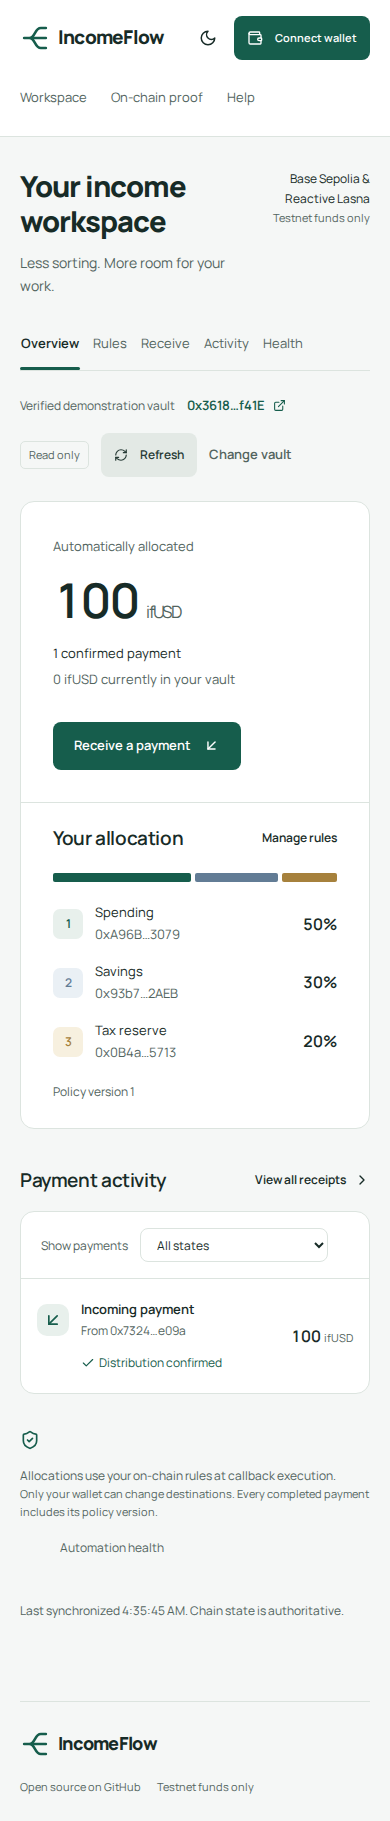 IncomeFlow
Connect wallet
Workspace On-chain proof Help
Your income
workspace
Base Sepolia &
Reactive Lasna
Testnet funds only
Less sorting. More room for your
work.
Overview Rules Receive Activity Health
Verified demonstration vault 0x3618...f41E
Read only Refresh Change vault
Automatically allocated
100 ifUSD
1 confirmed payment
0 ifUSD currently in your vault
Receive a payment
Your allocation Manage rules
1 Spending 50%
0xA96B...3079
2 Savings 30%
0x93b7...2AEB
3 Tax reserve 20%
0x0B4a...5713
Policy version 1
Payment activity View all receipts
Show payments All states
Incoming payment
From 0x7324...e09a
100 ifUSD
Distribution confirmed
Allocations use your on-chain rules at callback execution.
Only your wallet can change destinations. Every completed payment
includes its policy version.
Automation health
Last synchronized 4:35:45 AM. Chain state is authoritative.
IncomeFlow
Open source on GitHub Testnet funds only